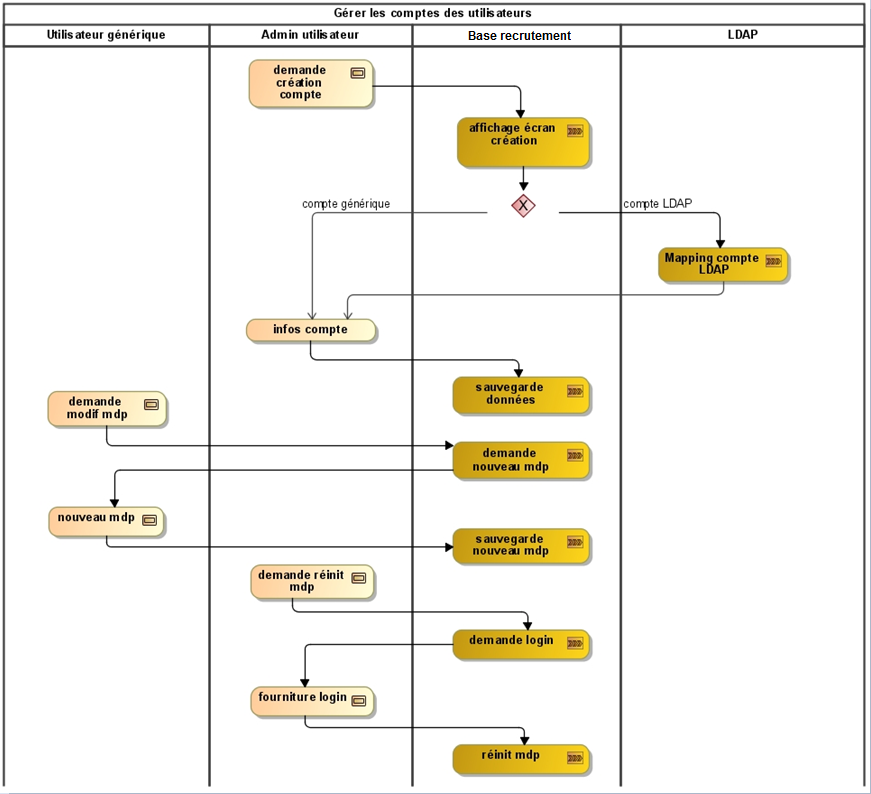 Gérer les comptes des utilisateurs
Utilisateur générique
Admin utilisateur
Base recrutement
LDAP
demande
création
compte
affichage écran
création
compte générique
X
compte LDAP
Mapping compte
LDAP
infos compte
sauvegarde
données
demande
modif mdp
demande
nouveau mdp
nouveau mdp
sauvegarde
nouveau mdp
demande réinit
mdp
demande login
fourniture login
réinit mdp